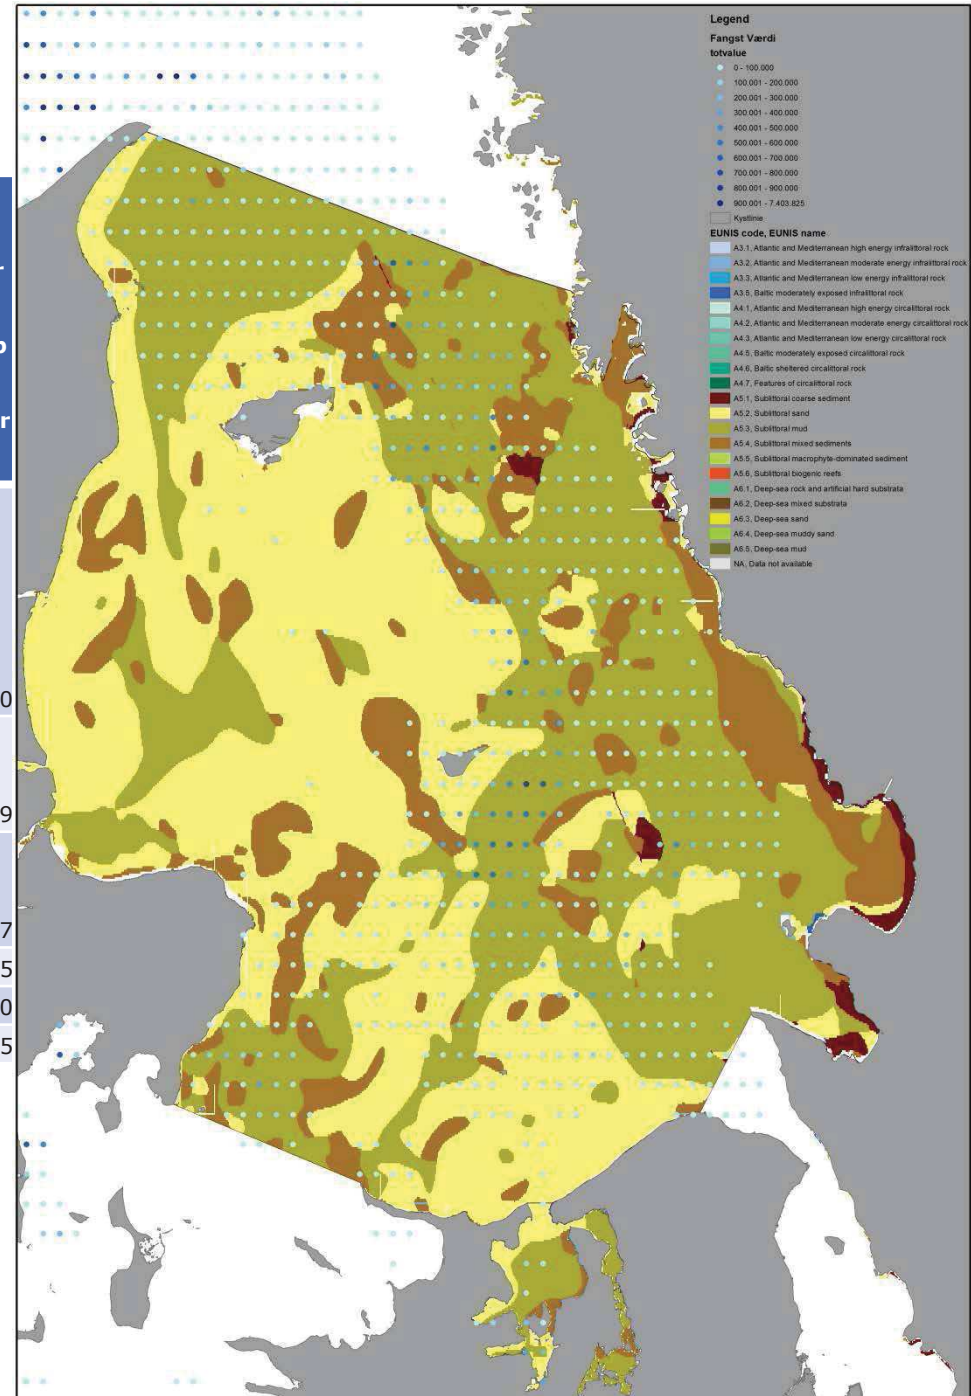 Legend
Fangst Værdi
totvalue
0 - 100.000
100.001 - 200.000
200.001 - 300.000
300.001 - 400.000
400.001 - 500.000
500.001 - 600.000
600.001 - 700.000
700.001 - 800.000
800.001 - 900.000
900.001 - 7.403.825
Kystlinie
EUNIS code, EUNIS name
A3.1, Atlantic and Mediterranean high energy infralittoral rock
A3.2, Atlantic and Mediterranean moderate energy infralittoral rock
A3.3, Atlantic and Mediterranean low energy infralittoral rock
A3.5, Baltic moderately exposed infralittoral rock
A4.1, Atlantic and Mediterranean high energy circalittoral rock
A4.2, Atlantic and Mediterranean moderate energy circalittoral rock
A4.3, Atlantic and Mediterranean low energy circalittoral rock
A4.5, Baltic moderately exposed circalittoral rock
A4.6, Baltic sheltered circalittoral rock
A4.7, Features of circalittoral rock
A5.1, Sublittoral coarse sediment
A5.2, Sublittoral sand
A5.3, Sublittoral mud
A5.4, Sublittoral mixed sediments
A5.5, Sublittoral macrophyte-dominated sediment
A5.6, Sublittoral biogenic reefs
A6.1, Deep-sea rock and artificial hard substrata
A6.2, Deep-sea mixed substrata
A6.3, Deep-sea sand
A6.4, Deep-sea muddy sand
A6.5, Deep-sea mud
NA, Data not available
r
r
0
9
7
5
0
5